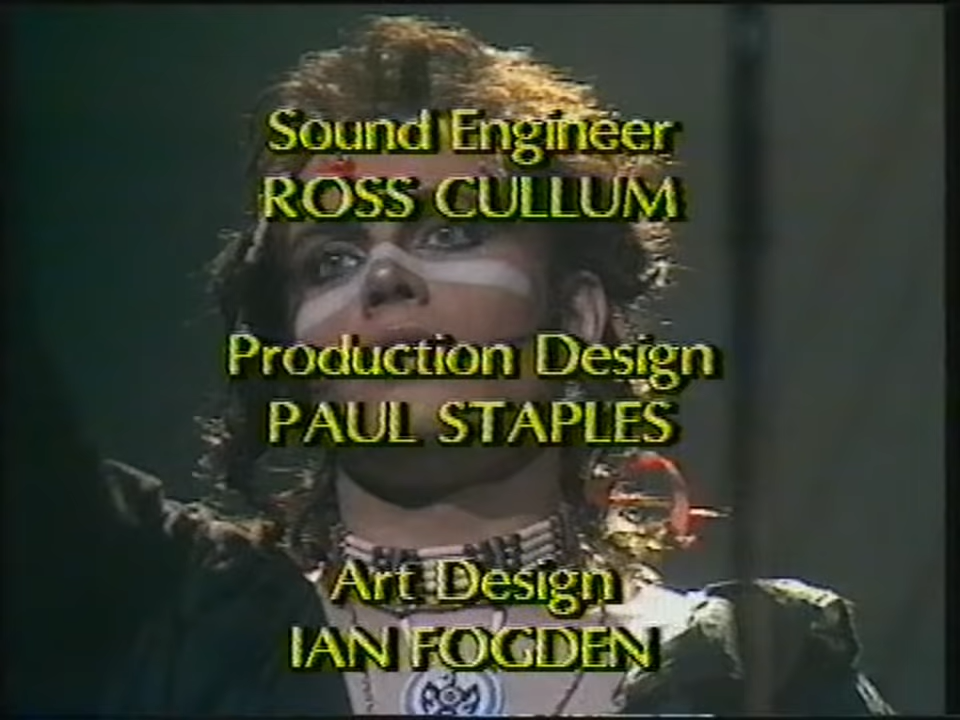 Sound Engineer
ROSS CULLUM
Production Design
PAUL STAPLES
Art Design
IAN FOGDEN